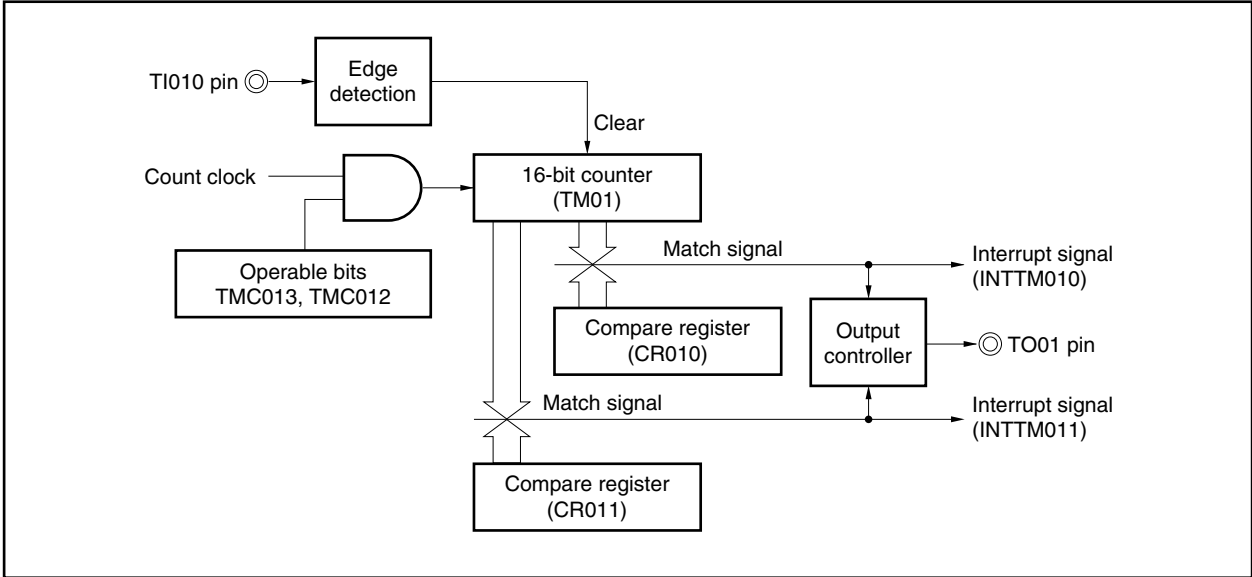 TI010 pin
Edge
detection
Clear
Count clock
16-bit counter
(TM01)
Operable bits
TMC013, TMC012
Match signal
Interrupt signal
(INTTM010)
Compare register
(CR010)
Output
controller
TO01 pin
Match signal
Interrupt signal
(INTTM011)
Compare register
(CR011)